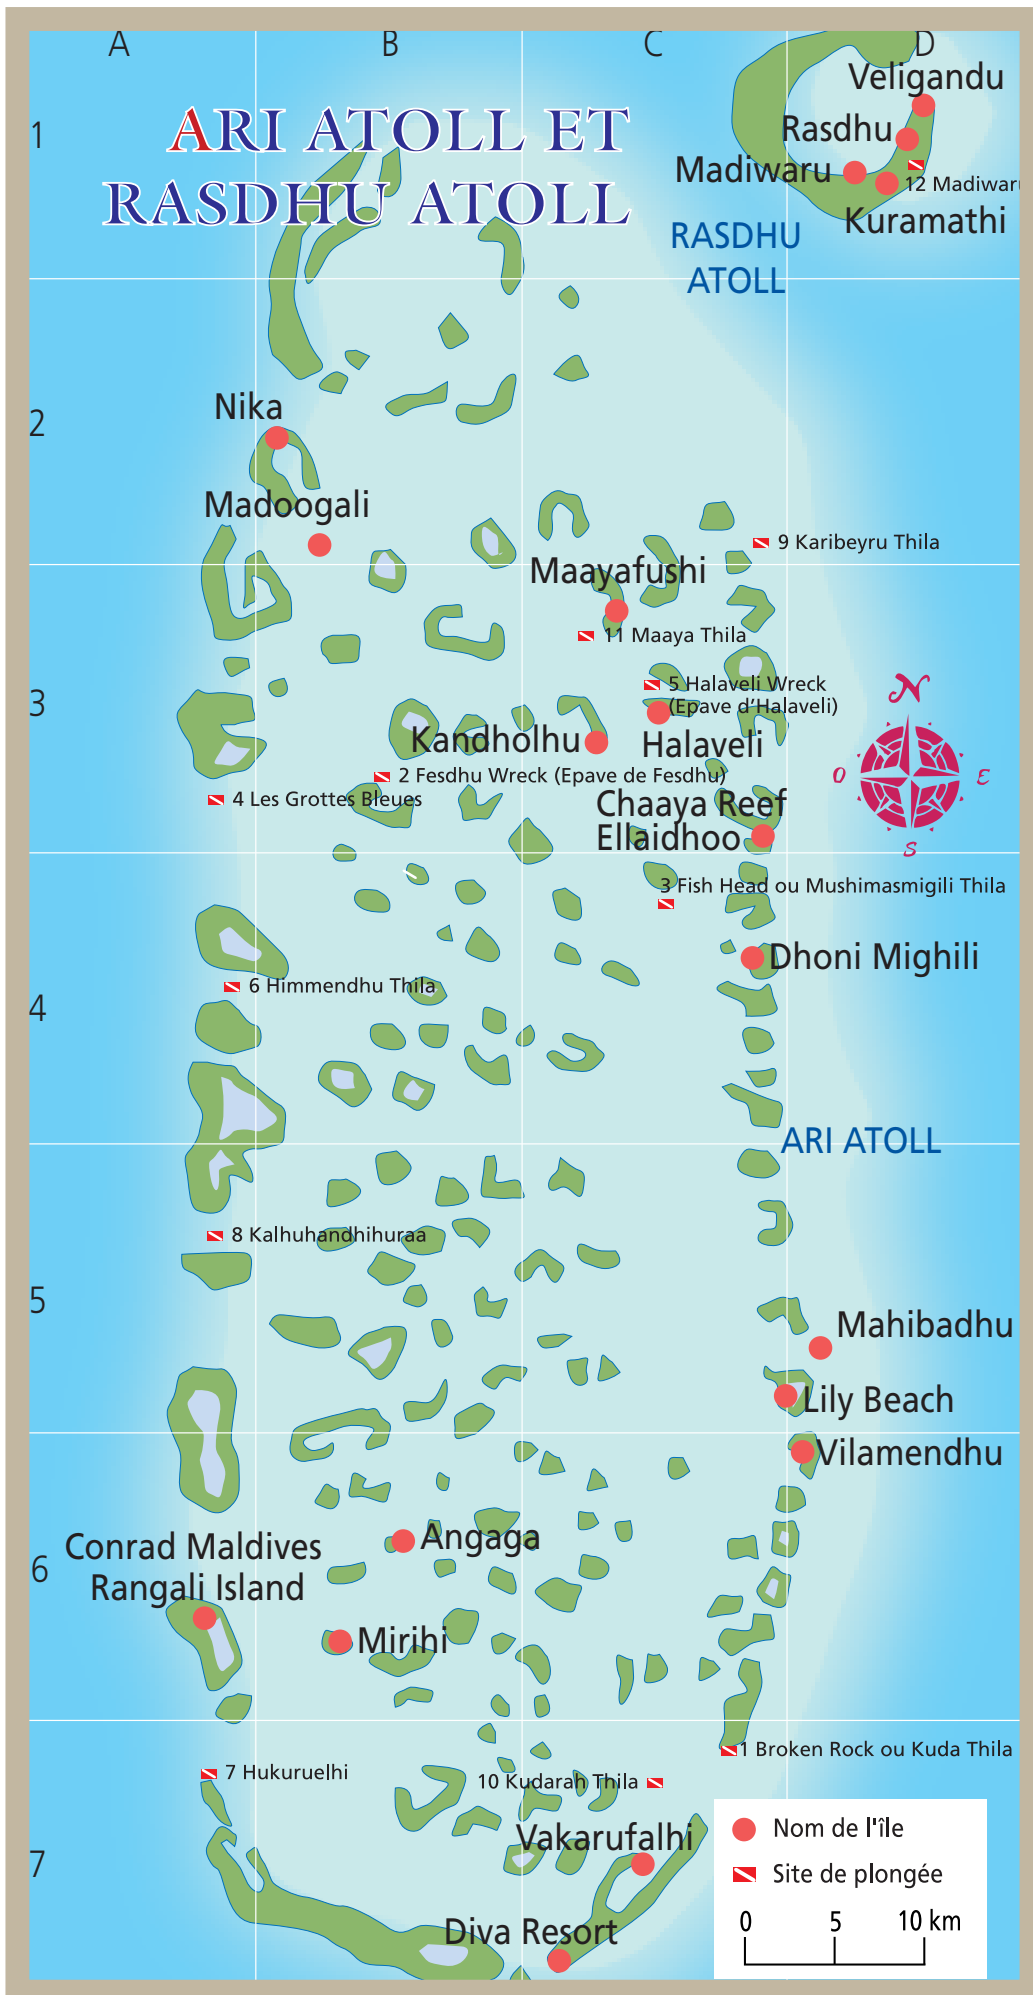 A B C D
Veligandu
1
ARI ATOLL ET
RASDHU ATOLL
Rasdhu
Madiwaru
12 Madiwaru
Kuramathi
RASDHU
ATOLL
Nika
2
Madoogali
9 Karibeyru Thila
Maayafushi
11 Maaya Thila
5 Halaveli Wreck
(Epave d'Halaveli)
3
N
Kandholhu
Halaveli
2 Fesdhu Wreck (Epave de Fesdhu)
O E
4 Les Grottes Bleues
Chaaya Reef
Ellaidhoo
S
3 Fish Head ou Mushimasmigili Thila
Dhoni Mighili
6 Himmendhu Thila
4
ARI ATOLL
8 Kalhuhandhihuraa
5
Mahibadhu
Lily Beach
Vilamendhu
Angaga
Conrad Maldives
Rangali Island
6
Mirihi
1 Broken Rock ou Kuda Thila
7 Hukuruelhi
10 Kudarah Thila
Vakarufalhi
7
Diva Resort
Nom de l'île
Site de plongée
0 5 10 km